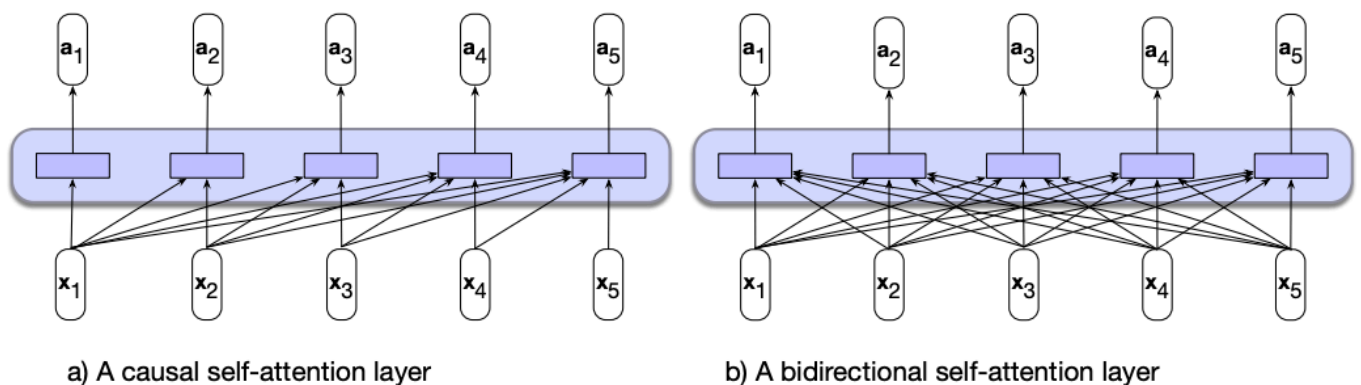 a1 a2 a3 a4 a5 a1 a2 a3 a4 a5
x1 x2 x3 x4 x5 x1 x2 x3 x4 x5
a) A causal self-attention layer
b) A bidirectional self-attention layer